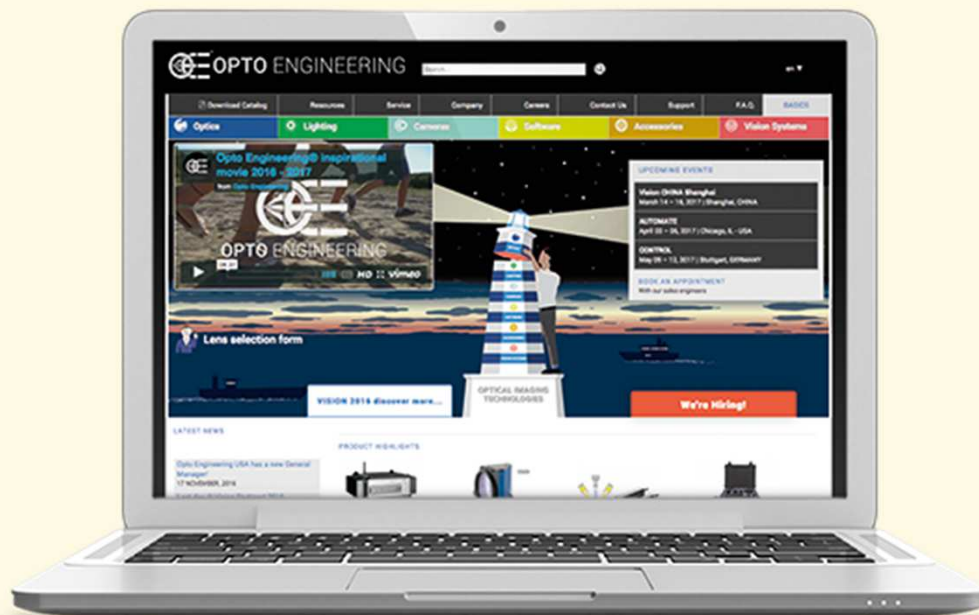 OPTO ENGINEERING
Search...
en
Download Catalog
Resources
Service
Company
Careers
Contact Us
Support
F.A.Q.
BASICS
Optics
Lighting
Cameras
Software
Accessories
Vision Systems
Opto Engineering® inspirational
movie 2016 - 2017
from Opto Engineering
OPTO ENGINEERING
HD
vimeo
UPCOMING EVENTS
Vision CHINA Shanghai
March 14 – 16, 2017 | Shanghai, CHINA
AUTOMATE
April 03 – 06, 2017 | Chicago, IL - USA
CONTROL
May 09 – 12, 2017 | Stuttgart, GERMANY
BOOK AN APPOINTMENT
With our sales engineers
Lens selection form
VISION 2016 discover more...
OPTICAL IMAGING
TECHNOLOGIES
We're Hiring!
LATEST NEWS
PRODUCT HIGHLIGHTS
Opto Engineering USA has a new General
Manager!
17 NOVEMBER, 2016